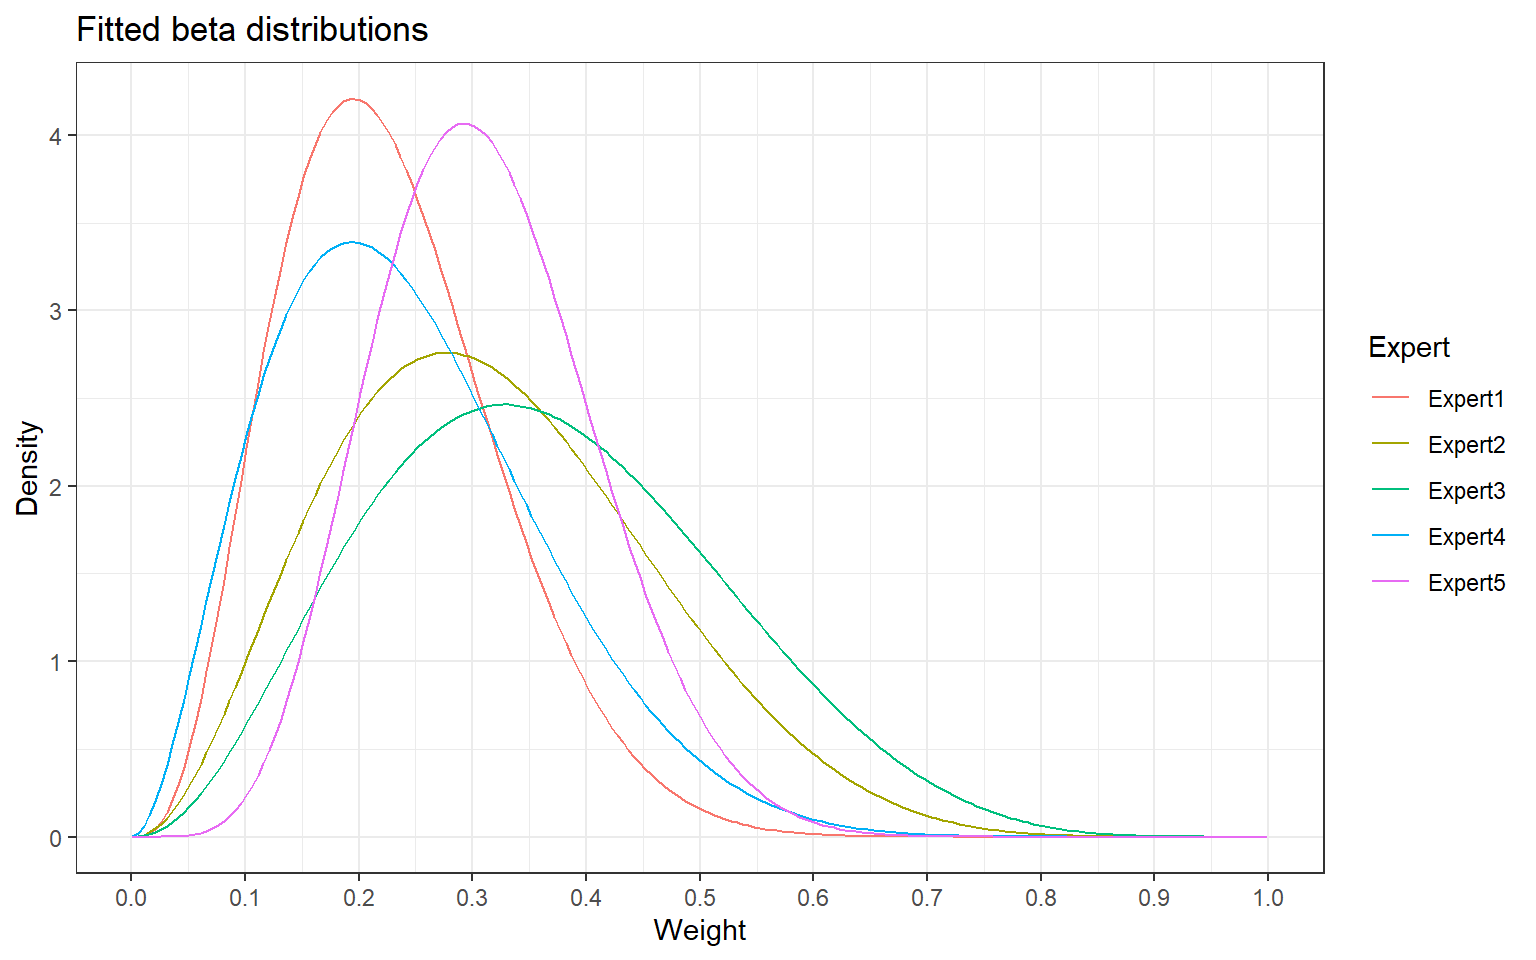 Fitted beta distributions
4
3
2
1
0
Density
0.0 0.1 0.2 0.3 0.4 0.5 0.6 0.7 0.8 0.9 1.0
Weight
Expert
Expert1
Expert2
Expert3
Expert4
Expert5